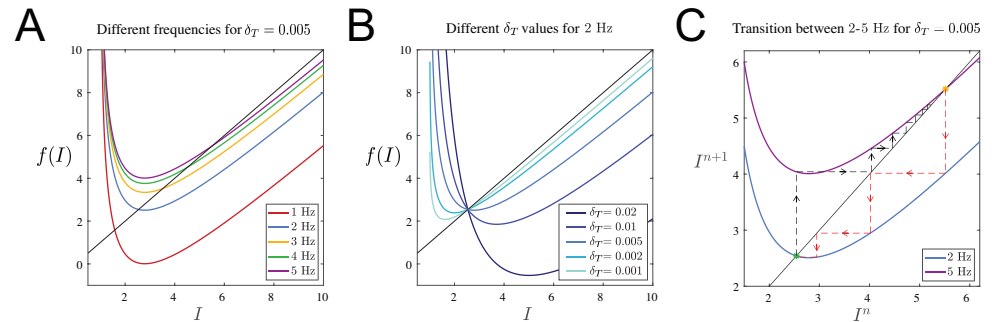 A
Different frequencies for δ_T = 0.005
10
8
6
4
2
0
f(I)
2
4
6
8
10
I
1 Hz
2 Hz
3 Hz
4 Hz
5 Hz
B
Different δ_T values for 2 Hz
10
8
6
4
2
0
f(I)
2
4
6
8
10
I
δ_T = 0.02
δ_T = 0.01
δ_T = 0.005
δ_T = 0.002
δ_T = 0.001
C
Transition between 2-5 Hz for δ_T = 0.005
6
5
4
3
2
I^{n+1}
2
3
4
5
6
I^n
2 Hz
5 Hz